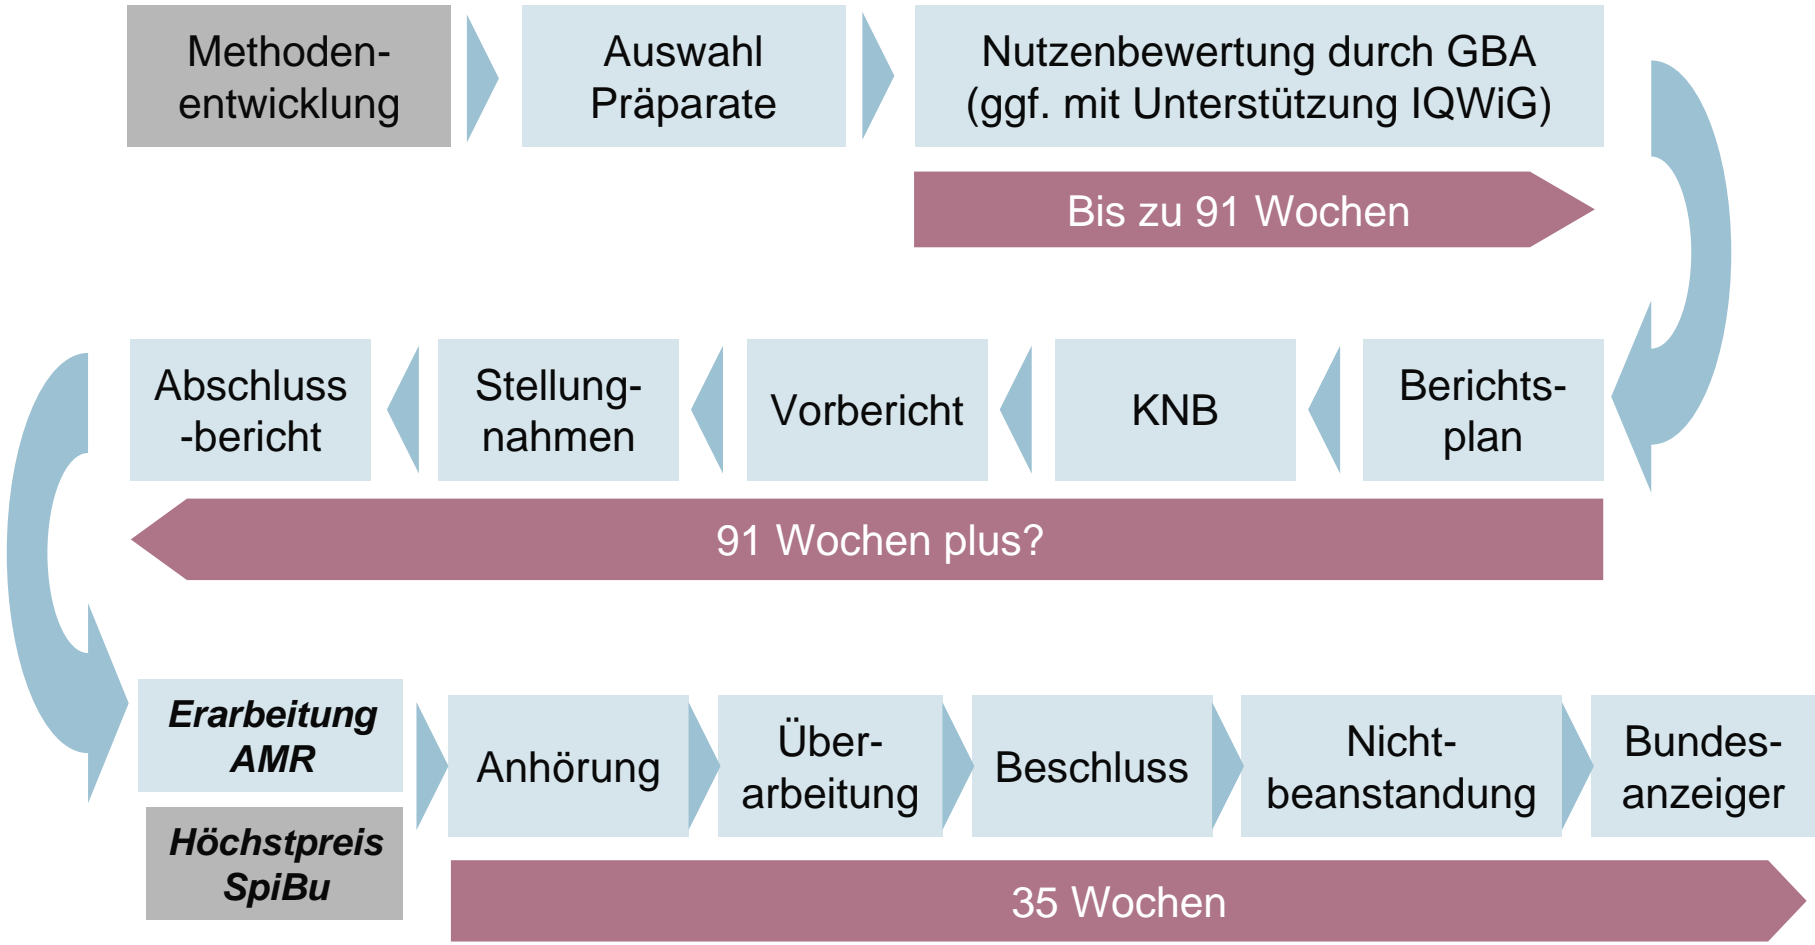 Methoden-
entwicklung
Auswahl
Präparate
Nutzenbewertung durch GBA
(ggf. mit Unterstützung IQWiG)
Bis zu 91 Wochen
Abschluss
-bericht
Stellung-
nahmen
Vorbericht
KNB
Berichts-
plan
91 Wochen plus?
Erarbeitung
AMR
Höchstpreis
SpiBu
Anhörung
Über-
arbeitung
Beschluss
Nicht-
beanstandung
Bundes-
anzeiger
35 Wochen